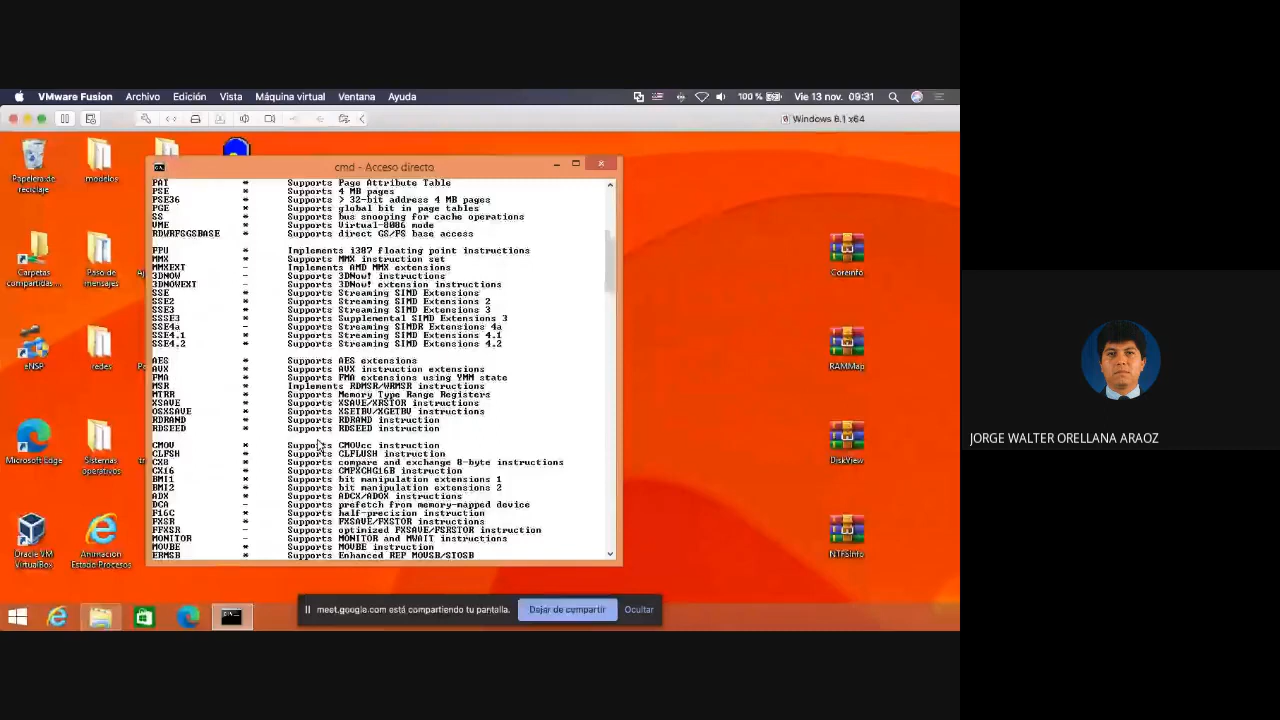 VMware Fusion Archivo Edición Vista Máquina virtual Ventana Ayuda
100 % Vie 13 nov. 09:31
Windows 8.1 x64
Papelera de reciclaje
modelos
Carpetas compartidas ...
Paso de mensajes
eNSP
redes
Microsoft Edge
Sistemas operativos
Oracle VM VirtualBox
Animacion Estado Procesos
cmd - Acceso directo
PAT * Supports Page Attribute Table
PSE * Supports 4 MB pages
PSE36 * Supports > 32-bit address 4 MB pages
PGE * Supports global bit in page tables
SS * Supports bus snooping for cache operations
VME * Supports Virtual-8086 mode
RDWRFSGSBASE * Supports direct GS/FS base access
FPU * Implements i387 floating point instructions
MMX * Supports MMX instruction set
MMXEXT - Implements AMD MMX extensions
3DNOW - Supports 3DNow! instructions
3DNOWEXT - Supports 3DNow! extension instructions
SSE * Supports Streaming SIMD Extensions
SSE2 * Supports Streaming SIMD Extensions 2
SSE3 * Supports Streaming SIMD Extensions 3
SSSE3 * Supports Supplemental SIMD Extensions 3
SSE4a - Supports Streaming SIMDR Extensions 4a
SSE4.1 * Supports Streaming SIMD Extensions 4.1
SSE4.2 * Supports Streaming SIMD Extensions 4.2
AES * Supports AES extensions
AVX * Supports AVX instruction extensions
FMA * Supports FMA extensions using YMM state
MSR * Implements RDMSR/WRMSR instructions
MTRR * Supports Memory Type Range Registers
XSAVE * Supports XSAVE/XRSTOR instructions
OSXSAVE * Supports XSETBV/XGETBV instructions
RDRAND * Supports RDRAND instruction
RDSEED * Supports RDSEED instruction
CMOV * Supports CMOVcc instruction
CLFSH * Supports CLFLUSH instruction
CX8 * Supports compare and exchange 8-byte instructions
CX16 * Supports CMPXCHG16B instruction
BMI1 * Supports bit manipulation extensions 1
BMI2 * Supports bit manipulation extensions 2
ADX * Supports ADCX/ADOX instructions
DCA - Supports prefetch from memory-mapped device
F16C * Supports half-precision instruction
FXSR * Supports FXSAVE/FXSTOR instructions
FFXSR - Supports optimized FXSAVE/FSRSTOR instruction
MONITOR - Supports MONITOR and MWAIT instructions
MOVBE * Supports MOVBE instruction
ERMSB * Supports Enhanced REP MOVSB/STOSB
Coreinfo
RAMMap
DiskView
NTFSInfo
meet.google.com está compartiendo tu pantalla.
Dejar de compartir
Ocultar
JORGE WALTER ORELLANA ARAOZ